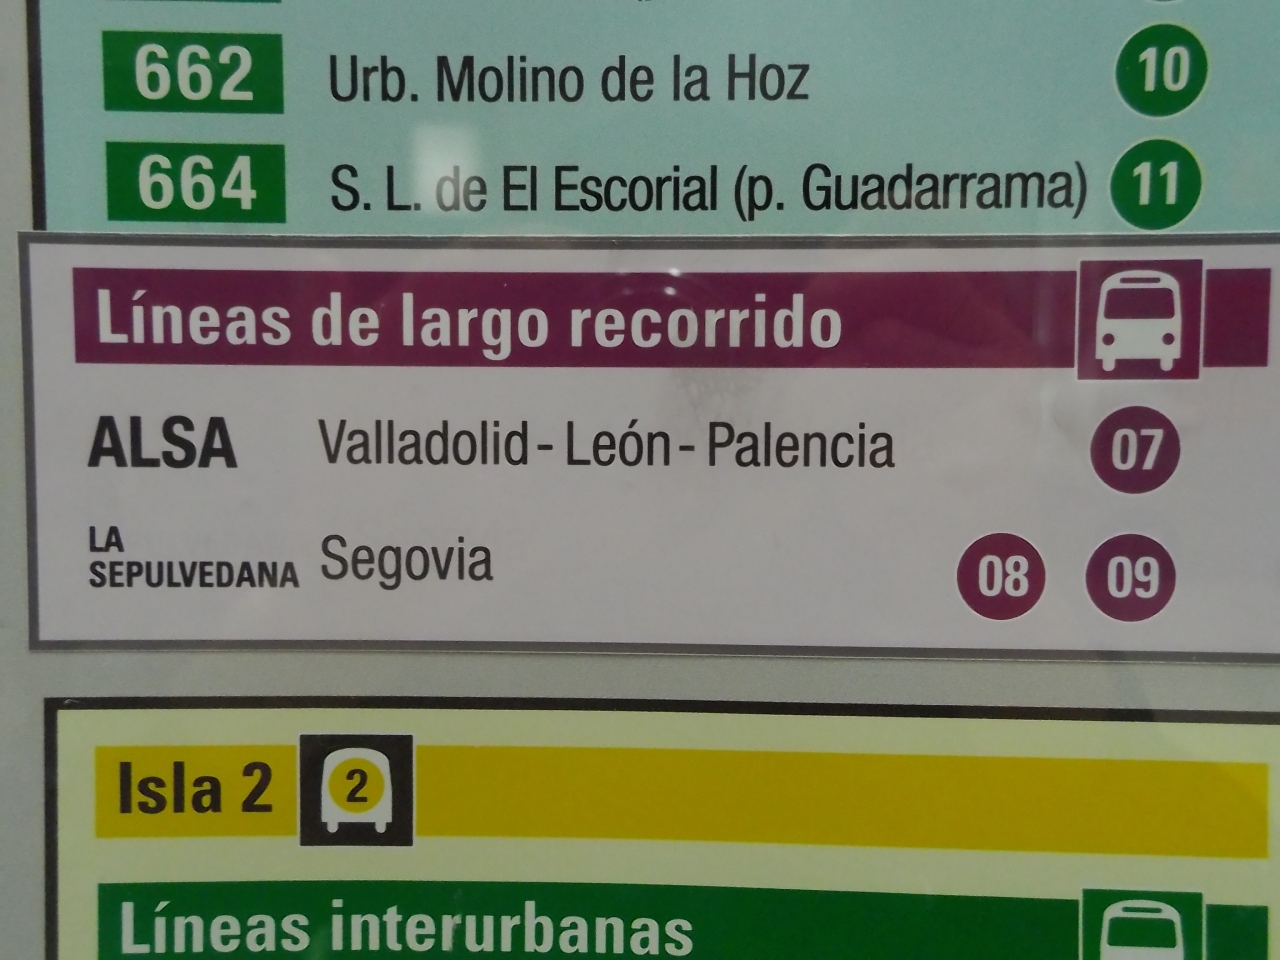 662 Urb. Molino de la Hoz 10
664 S. L. de El Escorial (p. Guadarrama) 11
Líneas de largo recorrido
ALSA Valladolid - León - Palencia 07
LA SEPULVEDANA Segovia 08 09
Isla 2 2
Líneas interurbanas